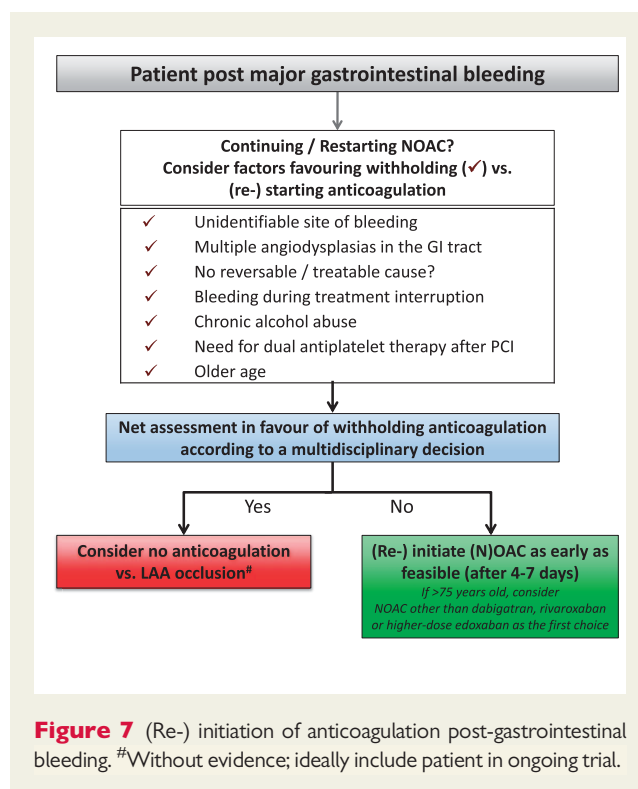 Patient post major gastrointestinal bleeding
Continuing / Restarting NOAC?
Consider factors favouring withholding (✓) vs.
(re-) starting anticoagulation
✓ Unidentifiable site of bleeding
✓ Multiple angiodysplasias in the GI tract
✓ No reversable / treatable cause?
✓ Bleeding during treatment interruption
✓ Chronic alcohol abuse
✓ Need for dual antiplatelet therapy after PCI
✓ Older age
Net assessment in favour of withholding anticoagulation
according to a multidisciplinary decision
Yes
No
Consider no anticoagulation
vs. LAA occlusion#
(Re-) initiate (N)OAC as early as
feasible (after 4-7 days)
If >75 years old, consider
NOAC other than dabigatran, rivaroxaban
or higher-dose edoxaban as the first choice
Figure 7 (Re-) initiation of anticoagulation post-gastrointestinal
bleeding. #Without evidence; ideally include patient in ongoing trial.